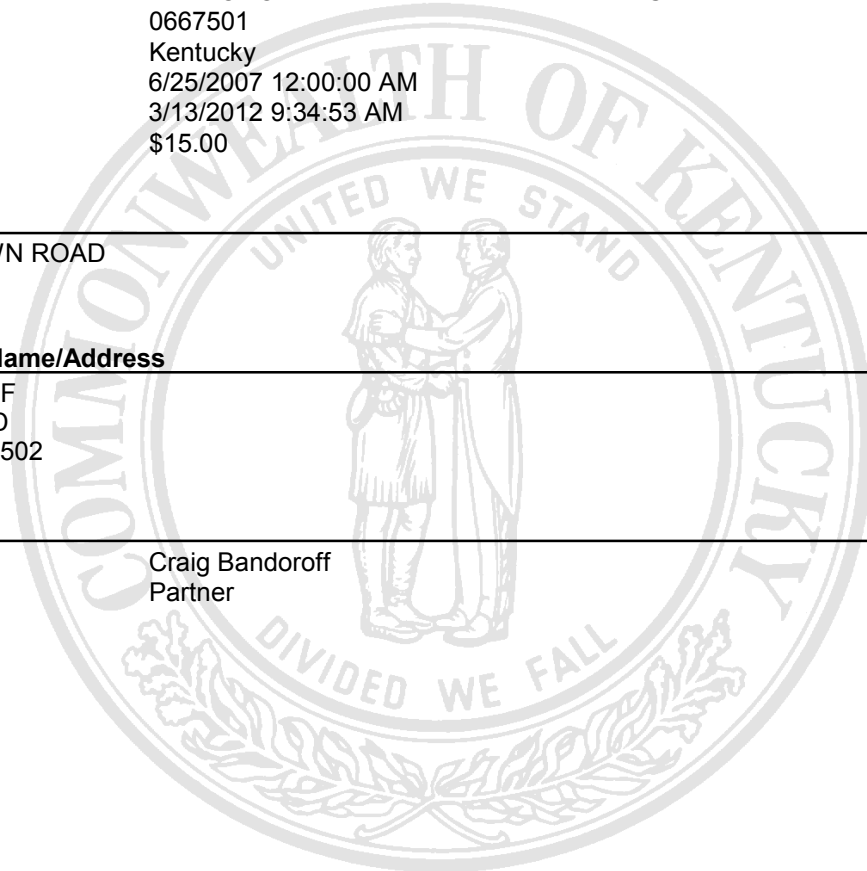 0667501
Kentucky
6/25/2007 12:00:00 AM
3/13/2012 9:34:53 AM
$15.00
COMMONWEALTH OF KENTUCKY
UNITED WE STAND
N ROAD
ame/Address
F
502
Craig Bandoroff
Partner
DIVIDED WE FALL